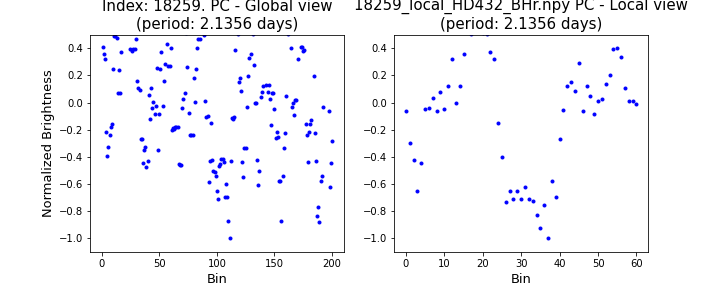 Index: 18259. PC - Global view
(period: 2.1356 days)
18259_local_HD432_BHr.npy PC - Local view
(period: 2.1356 days)
Normalized Brightness
0.4
0.2
0.0
−0.2
−0.4
−0.6
−0.8
−1.0
0 50 100 150 200
Bin
0.4
0.2
0.0
−0.2
−0.4
−0.6
−0.8
−1.0
0 10 20 30 40 50 60
Bin